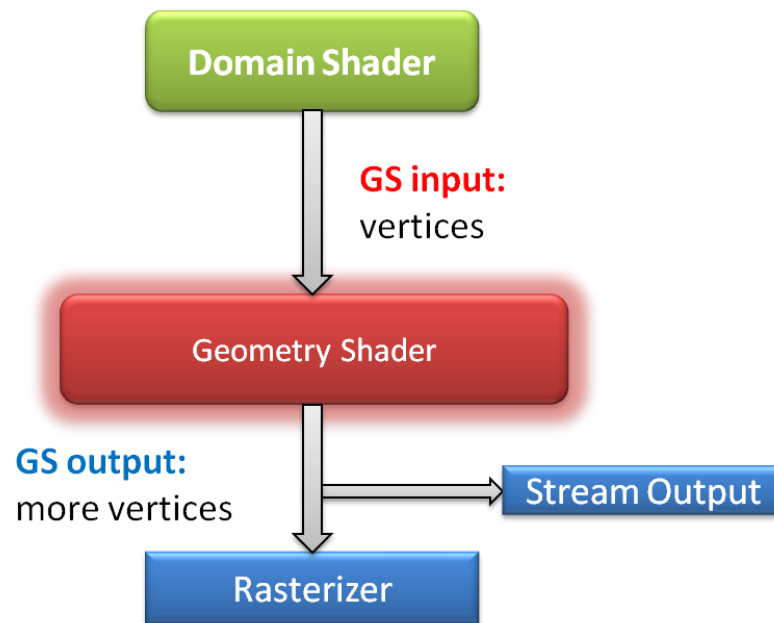 Domain Shader
GS input:
vertices
Geometry Shader
GS output:
more vertices
Stream Output
Rasterizer